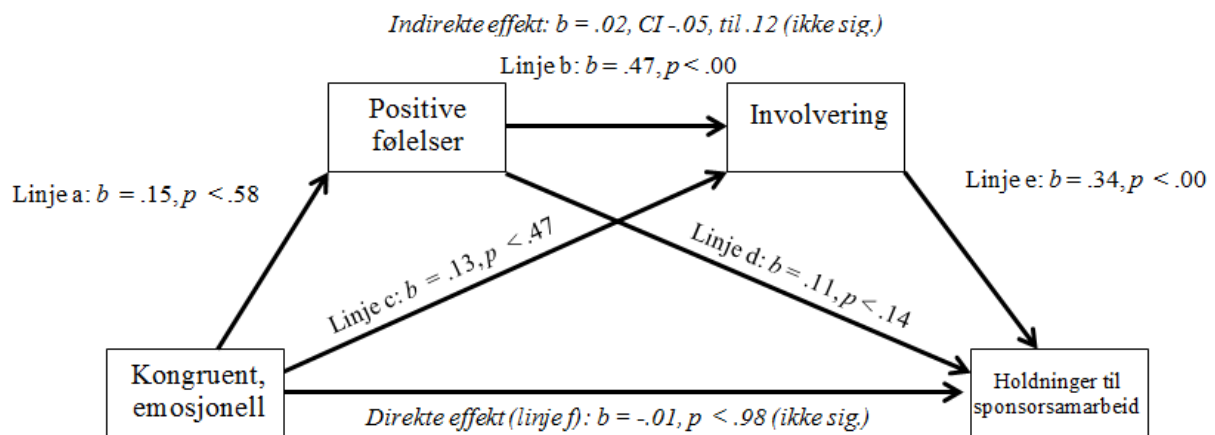 Indirekte effekt: b = .02, CI -.05, til .12 (ikke sig.)
Linje b: b = .47, p < .00
Positive
følelser
Involvering
Linje a: b = .15, p < .58
Linje e: b = .34, p < .00
Linje c: b = .13, p < .47
Linje d: b = .11, p < .14
Kongruent,
emosjonell
Holdninger til
sponsorsamarbeid
Direkte effekt (linje f): b = -.01, p < .98 (ikke sig.)